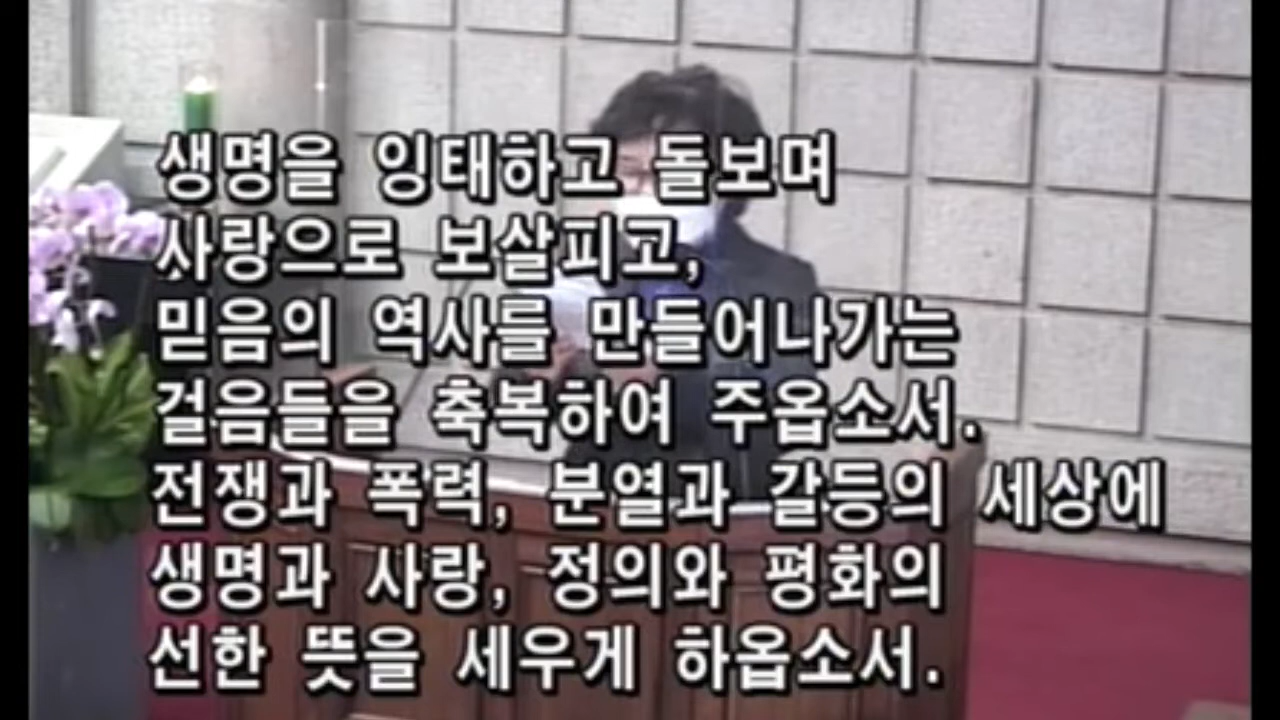 생명을 잉태하고 돌보며
사랑으로 보살피고,
믿음의 역사를 만들어나가는
걸음들을 축복하여 주옵소서.
전쟁과 폭력, 분열과 갈등의 세상에
생명과 사랑, 정의와 평화의
선한 뜻을 세우게 하옵소서.